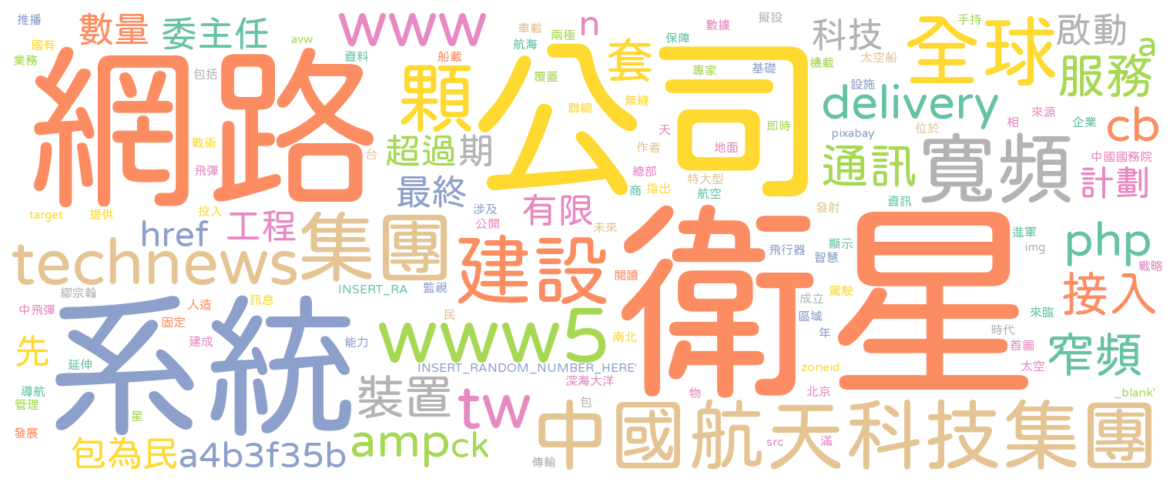 推播 數量 委主任 www 車載 兩極 n 數據 擬設 手持 啟動
國有 avw 資料 船載 航海 保障 科技 太空船 全球 a
業務 包括 網路 顆 公司 套 覆蓋 專家 基礎 機載 服務
聯網 無縫 設施 delivery 來源 企業 cb
戰術 超過 期 天 即時 pixabay 位於 相
飛彈 台 作者 地面 通訊 寬頻 中國國務院
最終 總部 特大型 計劃
target 提供 投入 商 指出 航空 資訊
href 工程 集團 涉及 公開 有限 未來 發射 進軍 php
technews 建設 衛星 飛行器 顯示 智慧 img 戰略
閱讀
繆宗翰 訊息 INSERT_RA 監視 駕駛 成立 接入
中飛彈 人造 系統 民 區域 來臨
固定 www5 年 時代
先 建成 能力 南北 首圖 窄頻
延伸 INSERT_RANDOM_NUMBER_HERE' zoneid 太空
導航 裝置 tw 深海大洋 物 北京 _blank'
管理 星 包 中國航天科技集團
發展 包為民 a4b3f35b amp ck 傳輸 src 滿